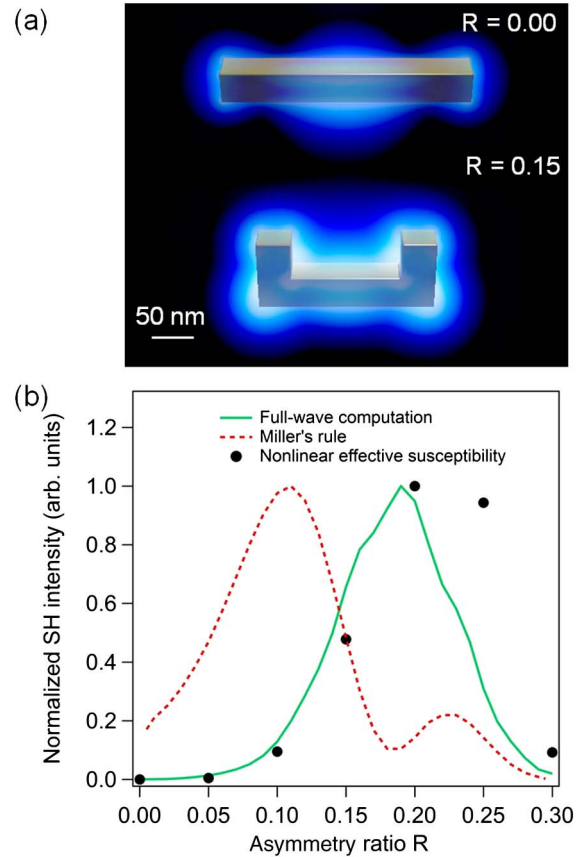 (a)
R = 0.00
R = 0.15
50 nm
(b)
Full-wave computation
Miller's rule
Nonlinear effective susceptibility
Normalized SH intensity (arb. units)
1.2
1.0
0.8
0.6
0.4
0.2
0.0
0.00 0.05 0.10 0.15 0.20 0.25 0.30
Asymmetry ratio R